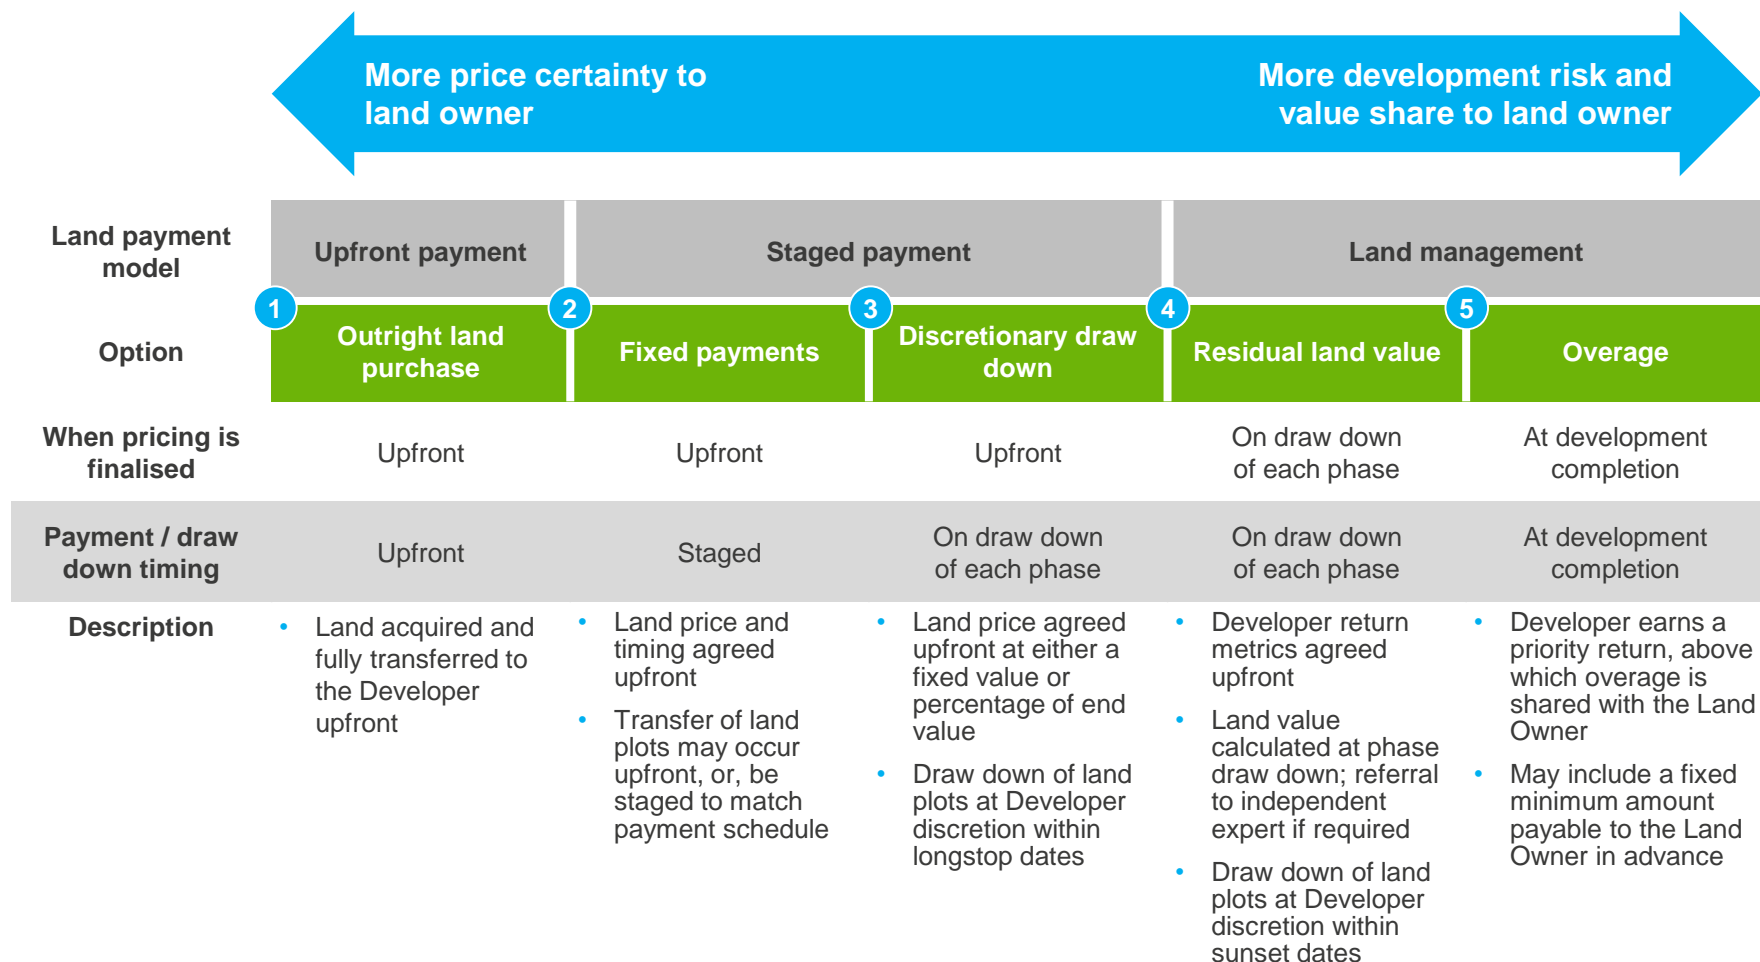 More price certainty to
land owner
More development risk and
value share to land owner
Land payment
model
Upfront payment
Staged payment
Land management
1
2
3
4
5
Option
Outright land
purchase
Fixed payments
Discretionary draw
down
Residual land value
Overage
When pricing is
finalised
Upfront
Upfront
Upfront
On draw down
of each phase
At development
completion
Payment / draw
down timing
Upfront
Staged
On draw down
of each phase
On draw down
of each phase
At development
completion
Description
• Land acquired and
fully transferred to
the Developer
upfront
• Land price and
timing agreed
upfront
• Transfer of land
plots may occur
upfront, or, be
staged to match
payment schedule
• Land price agreed
upfront at either a
fixed value or
percentage of end
value
• Draw down of land
plots at Developer
discretion within
longstop dates
• Developer return
metrics agreed
upfront
• Land value
calculated at phase
draw down; referral
to independent
expert if required
• Draw down of land
plots at Developer
discretion within
sunset dates
• Developer earns a
priority return, above
which overage is
shared with the Land
Owner
• May include a fixed
minimum amount
payable to the Land
Owner in advance